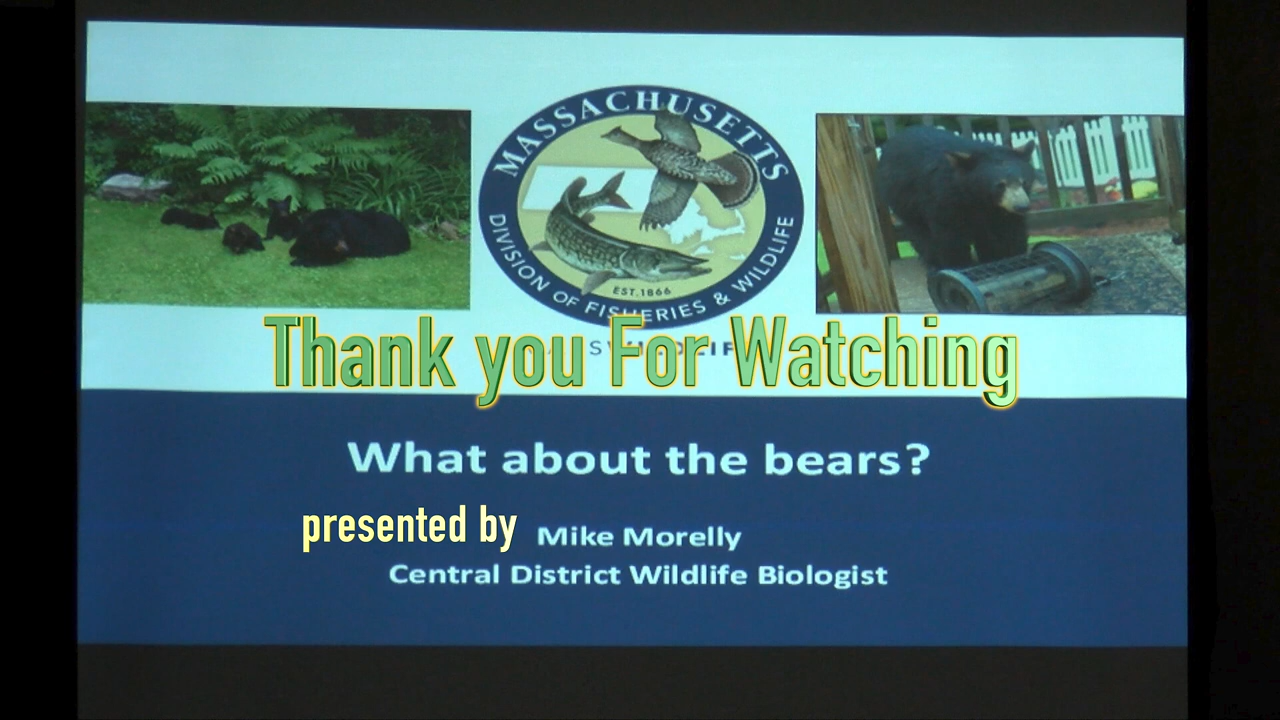 MASSACHUSETTS
DIVISION OF FISHERIES & WILDLIFE
EST.1866
Thank you For Watching
What about the bears?
presented by Mike Morelly
Central District Wildlife Biologist